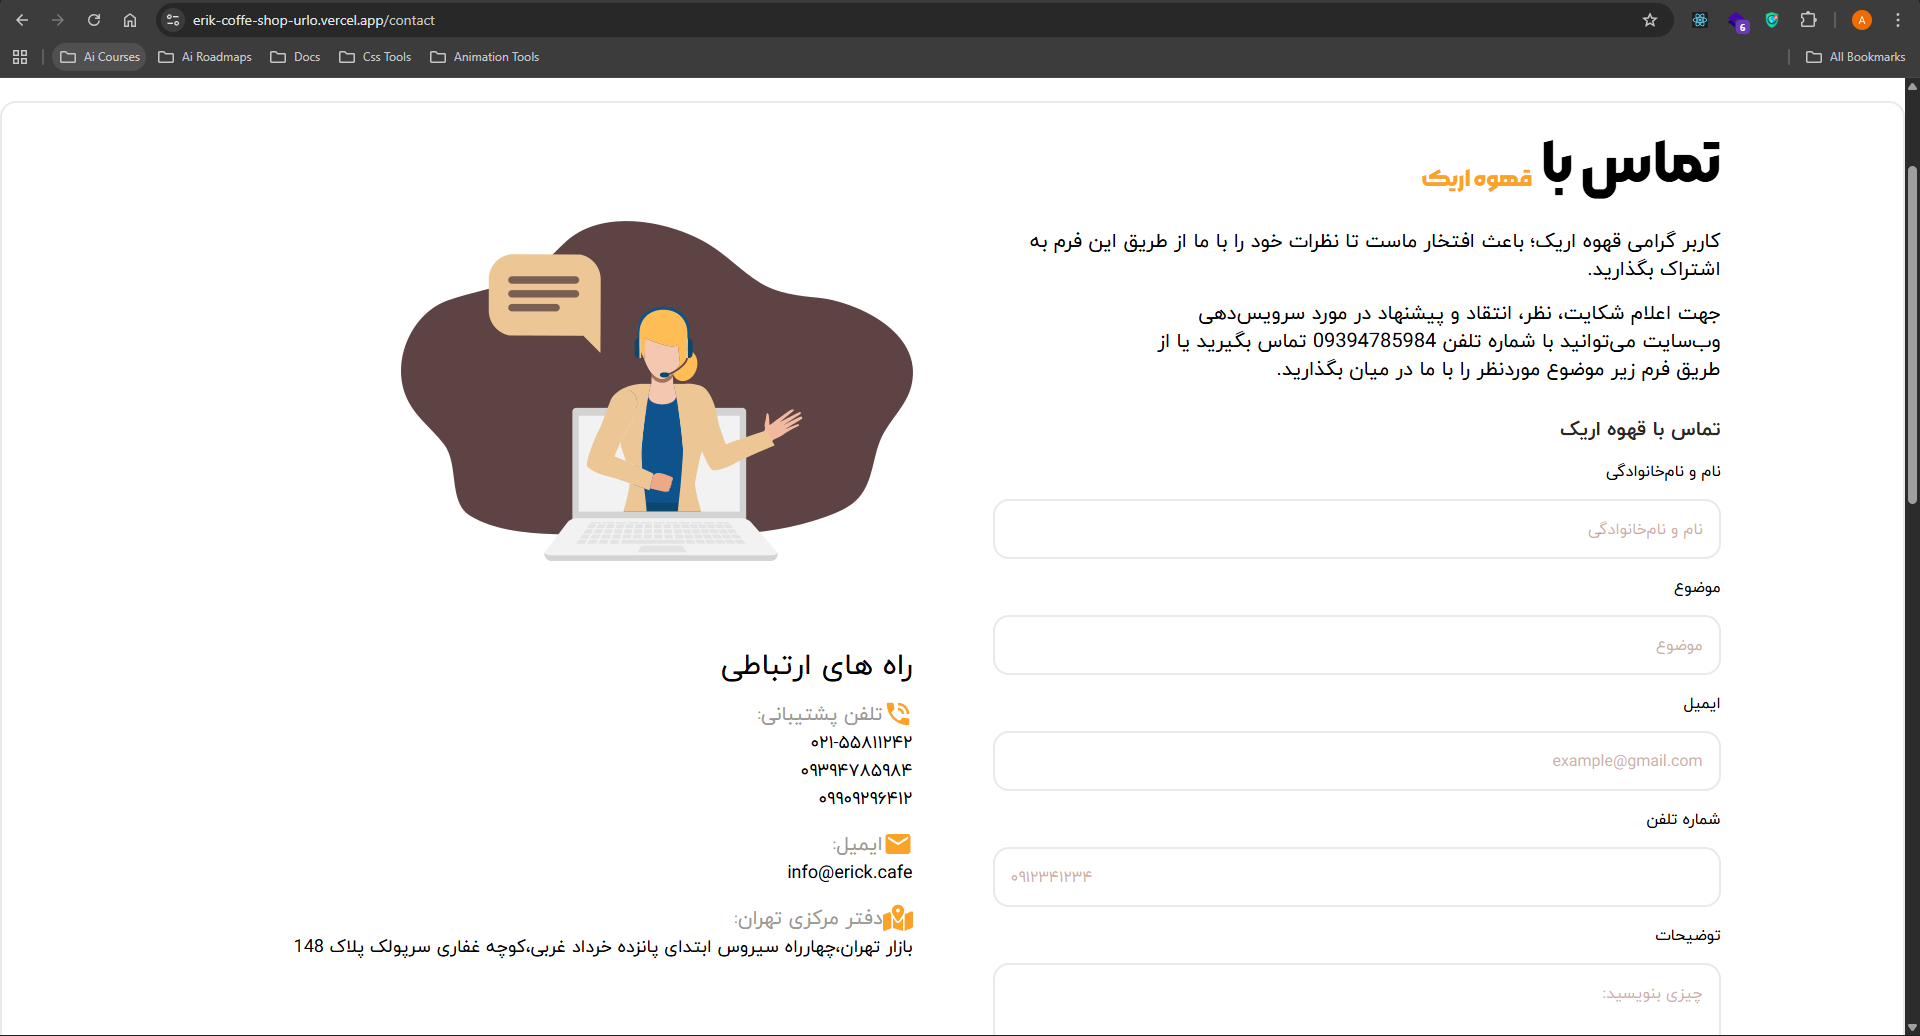 erik-coffe-shop-urlo.vercel.app/contact
6
A
Ai Courses
Ai Roadmaps
Docs
Css Tools
Animation Tools
All Bookmarks
تماس با قهوه اریک
کاربر گرامی قهوه اریک؛ باعث افتخار ماست تا نظرات خود را با ما از طریق این فرم به
اشتراک بگذارید.
جهت اعلام شکایت، نظر، انتقاد و پیشنهاد در مورد سرویس‌دهی
وب‌سایت می‌توانید با شماره تلفن 09394785984 تماس بگیرید یا از
طریق فرم زیر موضوع موردنظر را با ما در میان بگذارید.
تماس با قهوه اریک
نام و نام‌خانوادگی
نام و نام‌خانوادگی
موضوع
موضوع
ایمیل
example@gmail.com
شماره تلفن
۰۹۱۲۳۴۱۲۳۴
توضیحات
چیزی بنویسید:
راه های ارتباطی
تلفن پشتیبانی:
۰۲۱-۵۵۸۱۱۲۴۲
۰۹۳۹۴۷۸۵۹۸۴
۰۹۹۰۹۲۹۶۴۱۲
ایمیل:
info@erick.cafe
دفتر مرکزی تهران:
بازار تهران،چهارراه سیروس ابتدای پانزده خرداد غربی،کوچه غفاری سرپولک پلاک 148